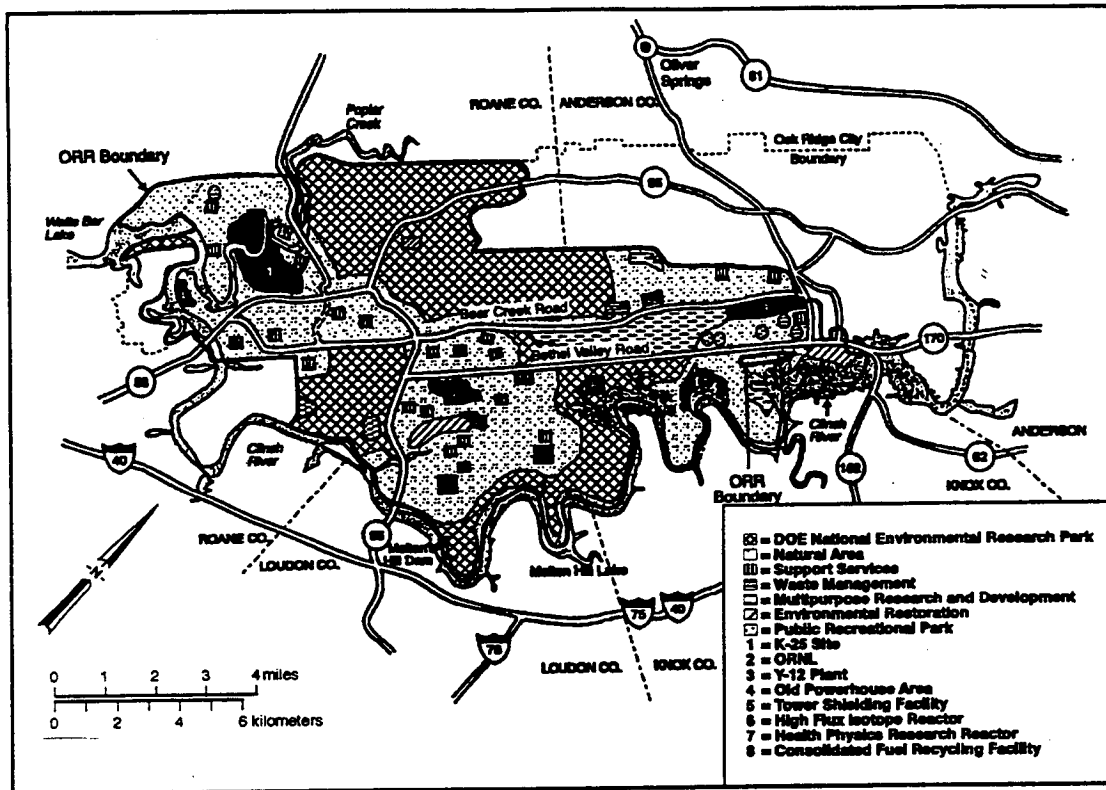 Oliver
Springs
61
ROANE CO.
ANDERSON CO.
Poplar
Creek
Oak Ridge City
Boundary
ORR Boundary
95
Watts Bar
Lake
1
Bear Creek Road
Bethel Valley Road
170
58
Clinch
River
Clinch
River
ANDERSON
KNOX CO.
40
62
162
ORR
Boundary
ROANE CO.
LOUDON CO.
95
Melton
Hill Dam
Melton Hill Lake
N
75
40
75
LOUDON CO.
KNOX CO.
0 1 2 3 4 miles
0 2 4 6 kilometers
= DOE National Environmental Research Park
= Natural Area
= Support Services
= Waste Management
= Multipurpose Research and Development
= Environmental Restoration
= Public Recreational Park
1 = K-25 Site
2 = ORNL
3 = Y-12 Plant
4 = Old Powerhouse Area
5 = Tower Shielding Facility
6 = High Flux Isotope Reactor
7 = Health Physics Research Reactor
8 = Consolidated Fuel Recycling Facility